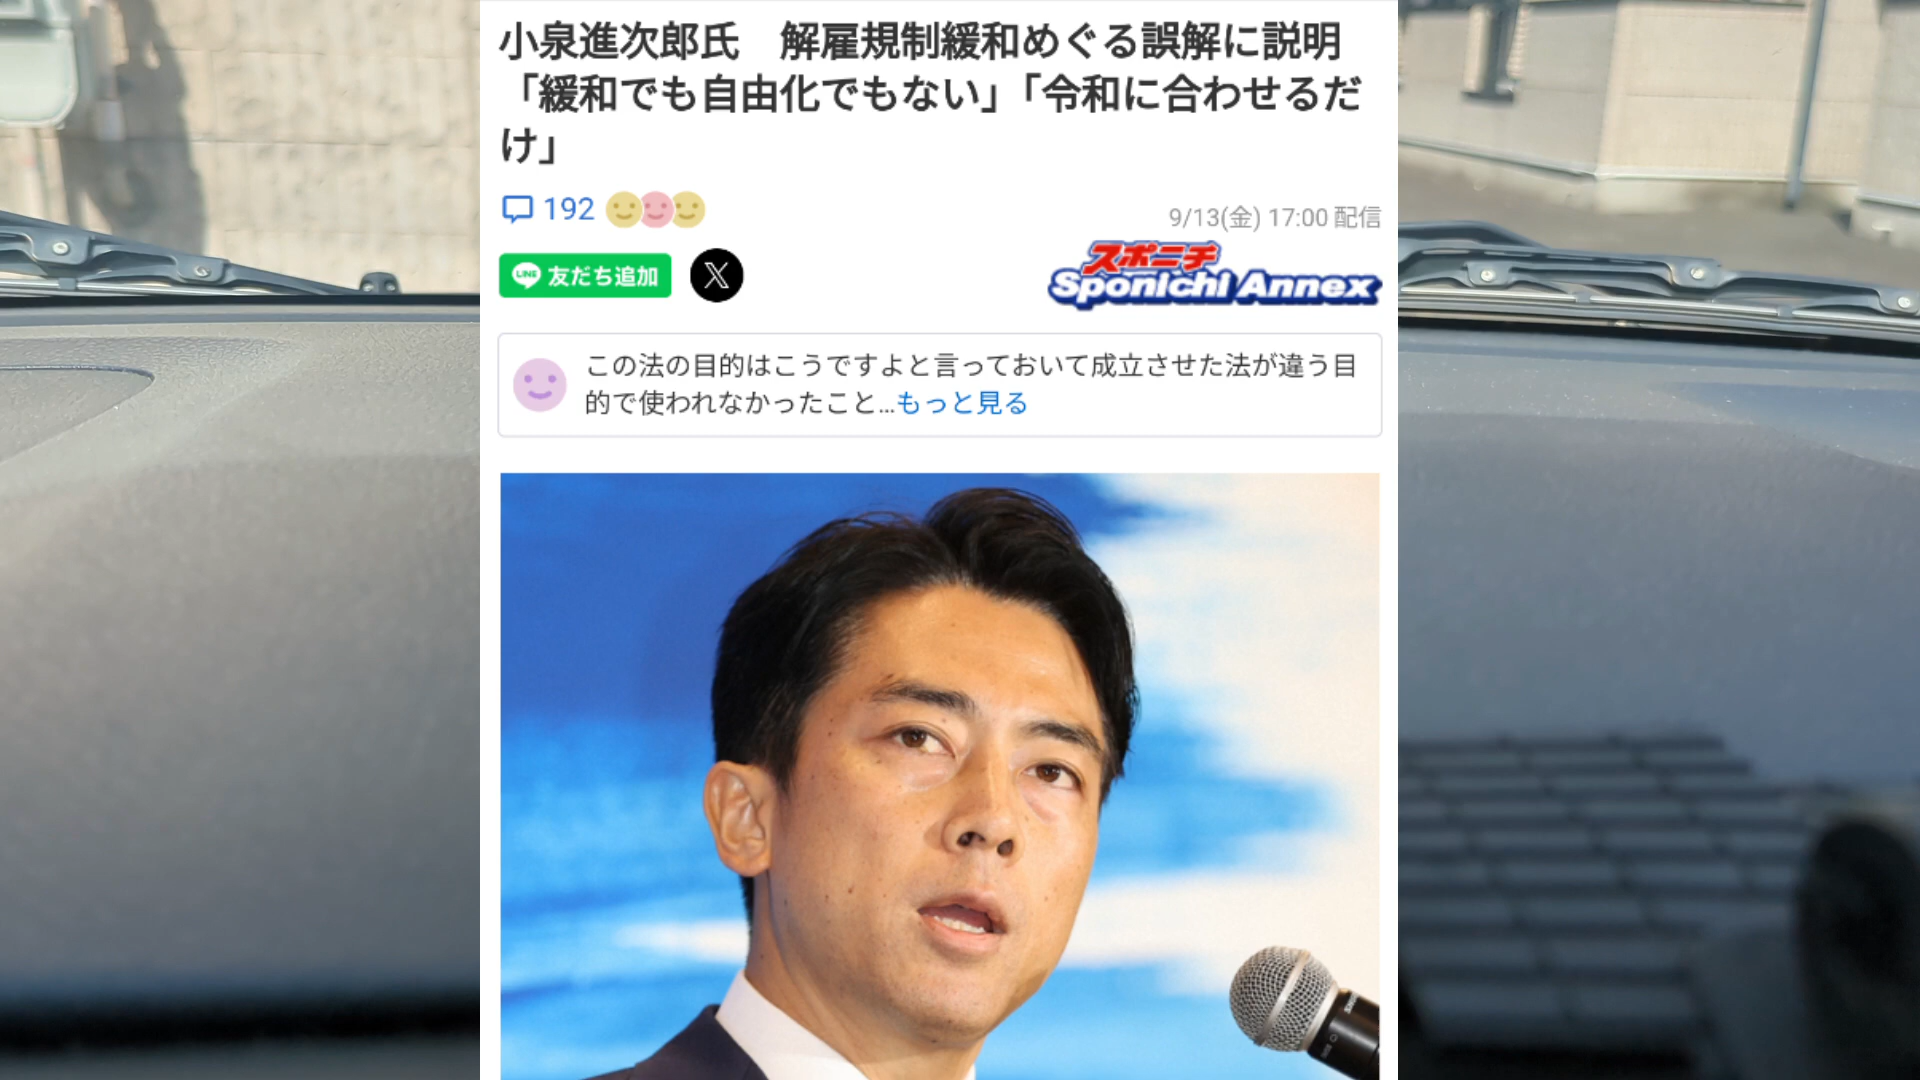 小泉進次郎氏　解雇規制緩和めぐる誤解に説明
「緩和でも自由化でもない」「令和に合わせるだ
け」
192
9/13(金) 17:00 配信
LINE 友だち追加
X
スポニチ
Sponichi Annex
この法の目的はこうですよと言っておいて成立させた法が違う目
的で使われなかったこと...もっと見る